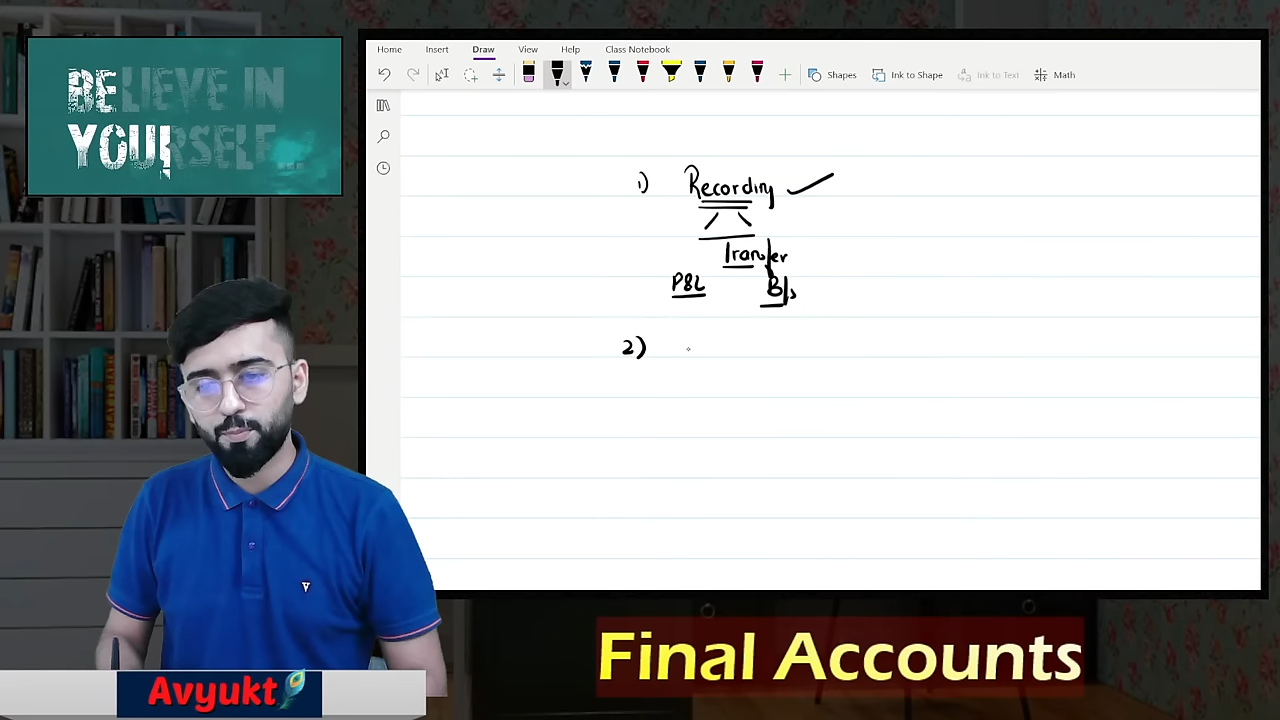 BELIEVE IN
YOURSELF...
Home Insert Draw View Help Class Notebook
Shapes Ink to Shape Ink to Text Math
1) Recording
Transfer
P&L B/s
2)
Final Accounts
Avyukt